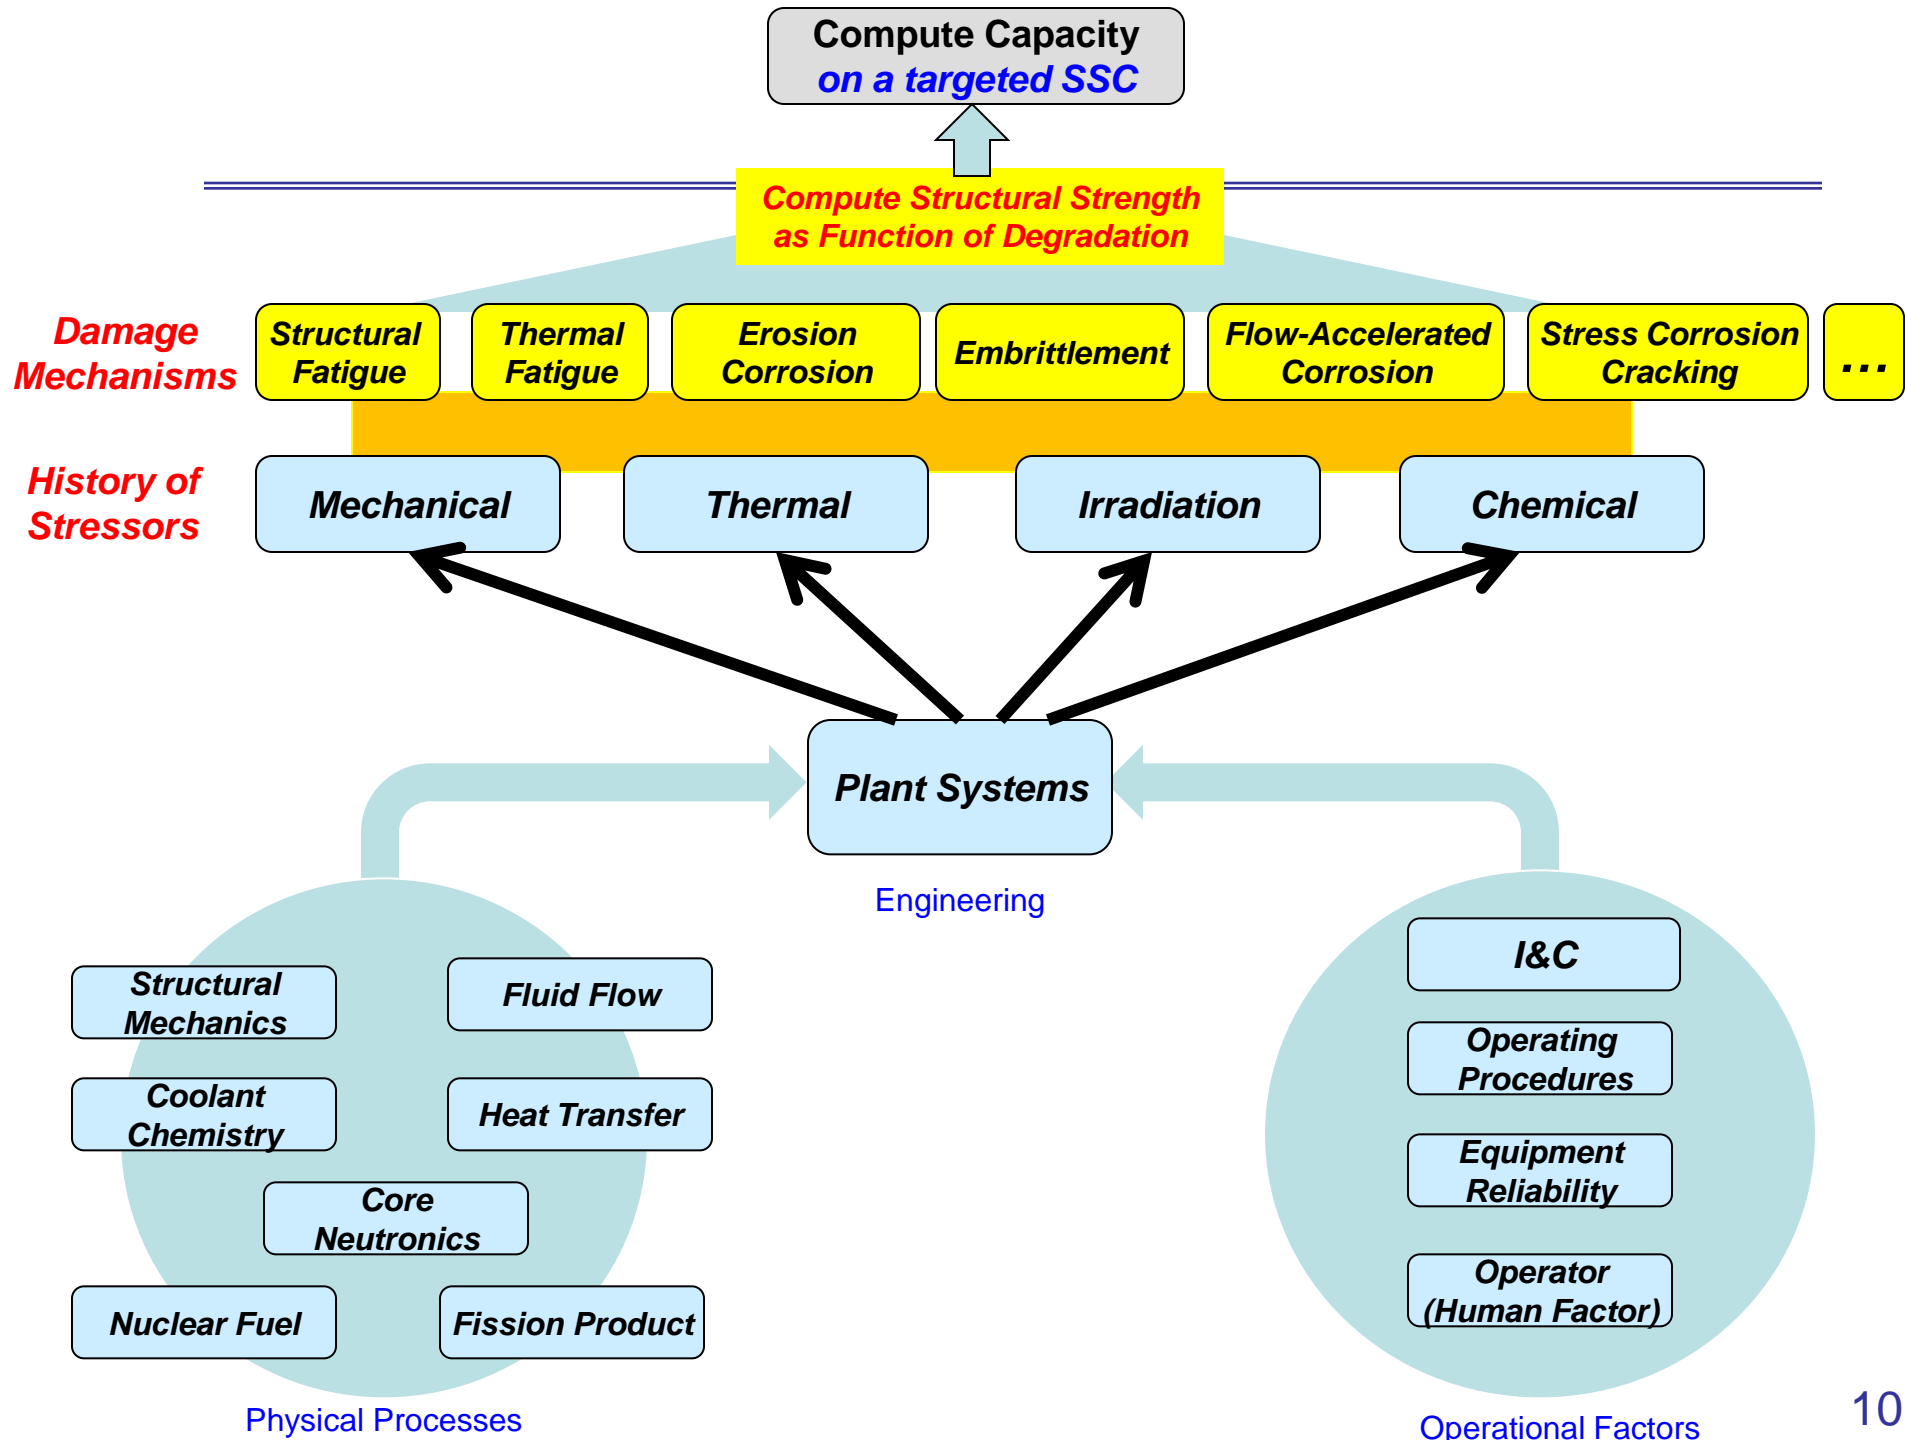 Compute Capacity
on a targeted SSC
Compute Structural Strength
as Function of Degradation
Damage
Mechanisms
Structural
Fatigue
Thermal
Fatigue
Erosion
Corrosion
Embrittlement
Flow-Accelerated
Corrosion
Stress Corrosion
Cracking
...
History of
Stressors
Mechanical
Thermal
Irradiation
Chemical
Plant Systems
Engineering
Structural
Mechanics
Fluid Flow
Coolant
Chemistry
Heat Transfer
Core
Neutronics
Nuclear Fuel
Fission Product
Physical Processes
I&C
Operating
Procedures
Equipment
Reliability
Operator
(Human Factor)
Operational Factors
10